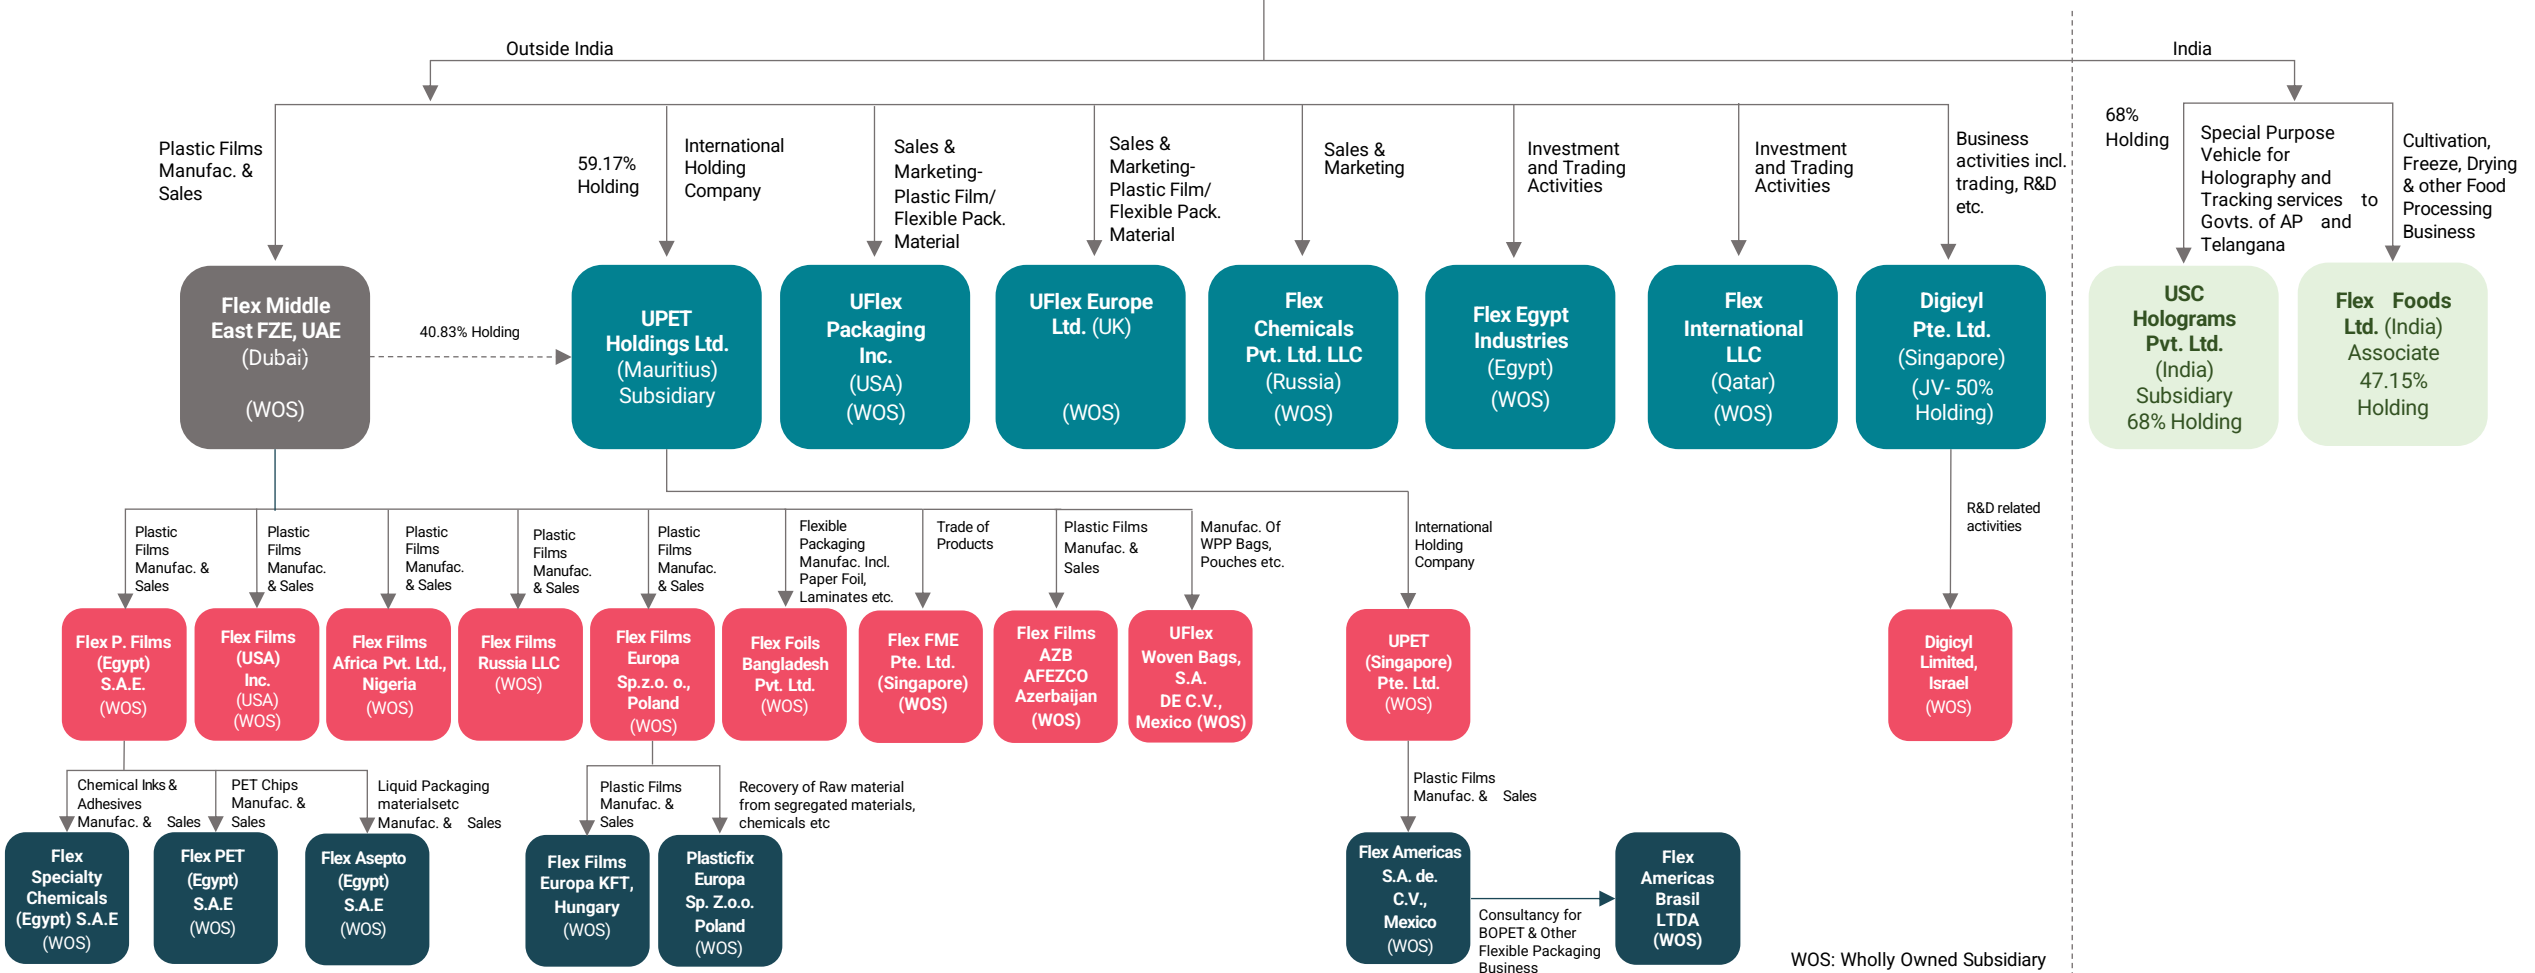 Outside India
India
Plastic Films
Manufac. &
Sales
59.17%
Holding
International
Holding
Company
Sales &
Marketing-
Plastic Film/
Flexible Pack.
Material
Sales &
Marketing-
Plastic Film/
Flexible Pack.
Material
Sales &
Marketing
Investment
and Trading
Activities
Investment
and Trading
Activities
Business
activities incl.
trading, R&D
etc.
68%
Holding
Special Purpose
Vehicle for
Holography and
Tracking services to
Govts. of AP and
Telangana
Cultivation,
Freeze, Drying
& other Food
Processing
Business
Flex Middle
East FZE, UAE
(Dubai)
(WOS)
40.83% Holding
UPET
Holdings Ltd.
(Mauritius)
Subsidiary
UFlex
Packaging
Inc.
(USA)
(WOS)
UFlex Europe
Ltd. (UK)
(WOS)
Flex
Chemicals
Pvt. Ltd. LLC
(Russia)
(WOS)
Flex Egypt
Industries
(Egypt)
(WOS)
Flex
International
LLC
(Qatar)
(WOS)
Digicyl
Pte. Ltd.
(Singapore)
(JV- 50%
Holding)
USC
Holograms
Pvt. Ltd.
(India)
Subsidiary
68% Holding
Flex Foods
Ltd. (India)
Associate
47.15%
Holding
Plastic
Films
Manufac. &
Sales
Plastic
Films
Manufac.
& Sales
Plastic
Films
Manufac.
& Sales
Plastic
Films
Manufac.
& Sales
Plastic
Films
Manufac.
& Sales
Flexible
Packaging
Manufac. Incl.
Paper Foil,
Laminates etc.
Trade of
Products
Plastic Films
Manufac. &
Sales
Manufac. Of
WPP Bags,
Pouches etc.
International
Holding
Company
R&D related
activities
Flex P. Films
(Egypt)
S.A.E.
(WOS)
Flex Films
(USA)
Inc.
(USA)
(WOS)
Flex Films
Africa Pvt. Ltd.,
Nigeria
(WOS)
Flex Films
Russia LLC
(WOS)
Flex Films
Europa
Sp.z.o. o.,
Poland
(WOS)
Flex Foils
Bangladesh
Pvt. Ltd.
(WOS)
Flex FME
Pte. Ltd.
(Singapore)
(WOS)
Flex Films
AZB
AFEZCO
Azerbaijan
(WOS)
UFlex
Woven Bags,
S.A.
DE C.V.,
Mexico (WOS)
UPET
(Singapore)
Pte. Ltd.
(WOS)
Digicyl
Limited,
Israel
(WOS)
Chemical Inks &
Adhesives
Manufac. & Sales
PET Chips
Manufac. &
Sales
Liquid Packaging
materialsetc
Manufac. & Sales
Plastic Films
Manufac. &
Sales
Recovery of Raw material
from segregated materials,
chemicals etc
Plastic Films
Manufac. & Sales
Flex
Specialty
Chemicals
(Egypt) S.A.E
(WOS)
Flex PET
(Egypt)
S.A.E
(WOS)
Flex Asepto
(Egypt)
S.A.E
(WOS)
Flex Films
Europa KFT,
Hungary
(WOS)
Plasticfix
Europa
Sp. Z.o.o.
Poland
(WOS)
Flex Americas
S.A. de.
C.V.,
Mexico
(WOS)
Consultancy for
BOPET & Other
Flexible Packaging
Business
Flex
Americas
Brasil
LTDA
(WOS)
WOS: Wholly Owned Subsidiary